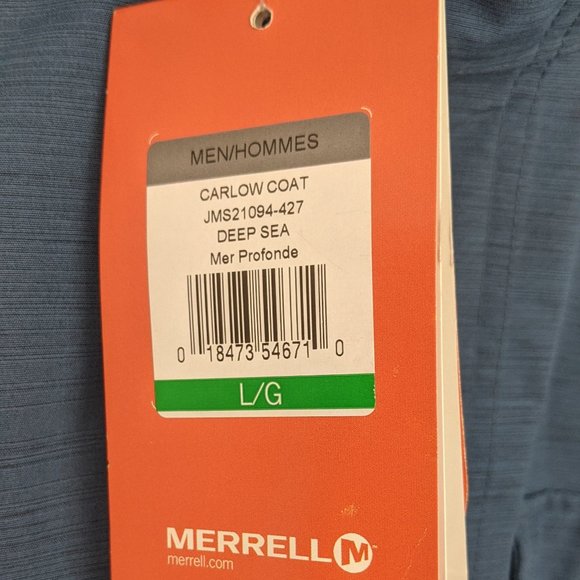 MEN/HOMMES
CARLOW COAT
JMS21094-427
DEEP SEA
Mer Profonde
0 18473 54671 0
L/G
MERRELL M
merrell.com